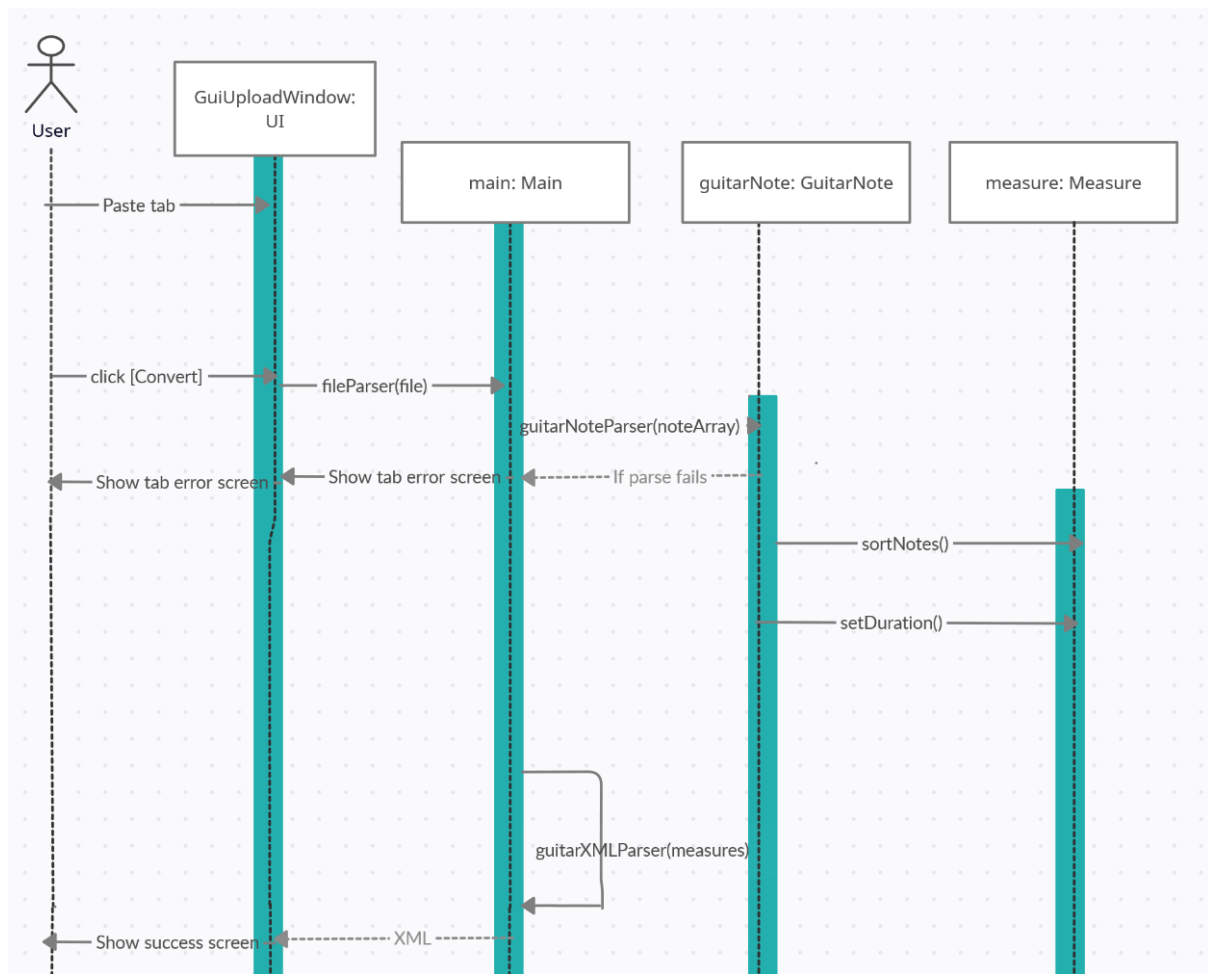 User
GuiUploadWindow:
UI
main: Main
guitarNote: GuitarNote
measure: Measure
Paste tab
click [Convert]
fileParser(file)
guitarNoteParser(noteArray)
Show tab error screen
Show tab error screen
If parse fails
sortNotes()
setDuration()
guitarXMLParser(measures)
Show success screen
XML